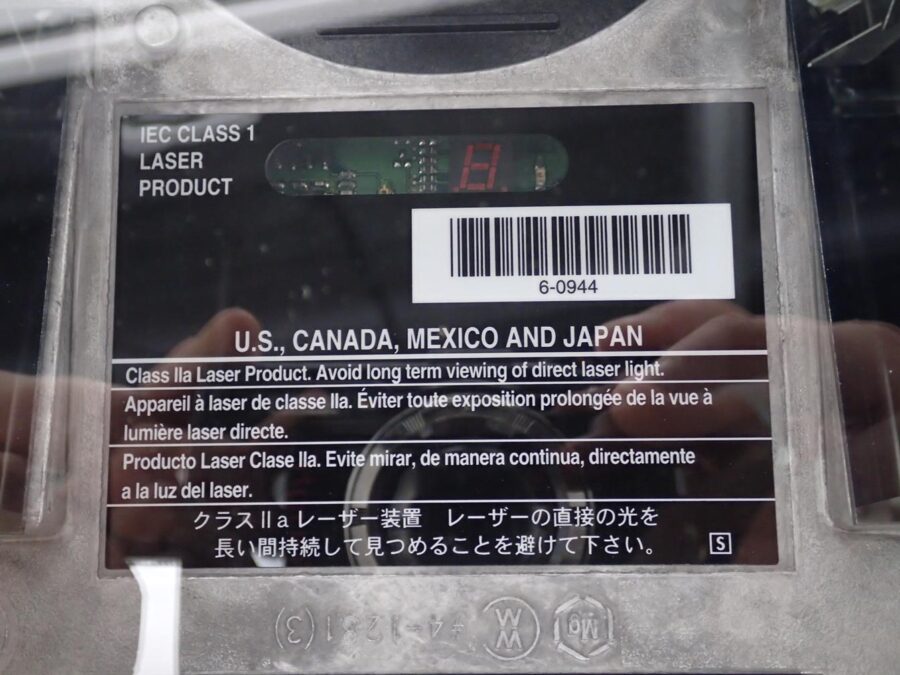 IEC CLASS 1
LASER
PRODUCT
8.
6-0944
U.S., CANADA, MEXICO AND JAPAN
Class IIa Laser Product. Avoid long term viewing of direct laser light.
Appareil à laser de classe IIa. Éviter toute exposition prolongée de la vue à
lumière laser directe.
Producto Laser Clase IIa. Evite mirar, de manera continua, directamente
a la luz del laser.
クラスIIaレーザー装置 レーザーの直接の光を
長い間持続して見つめることを避けて下さい。
S
Mg